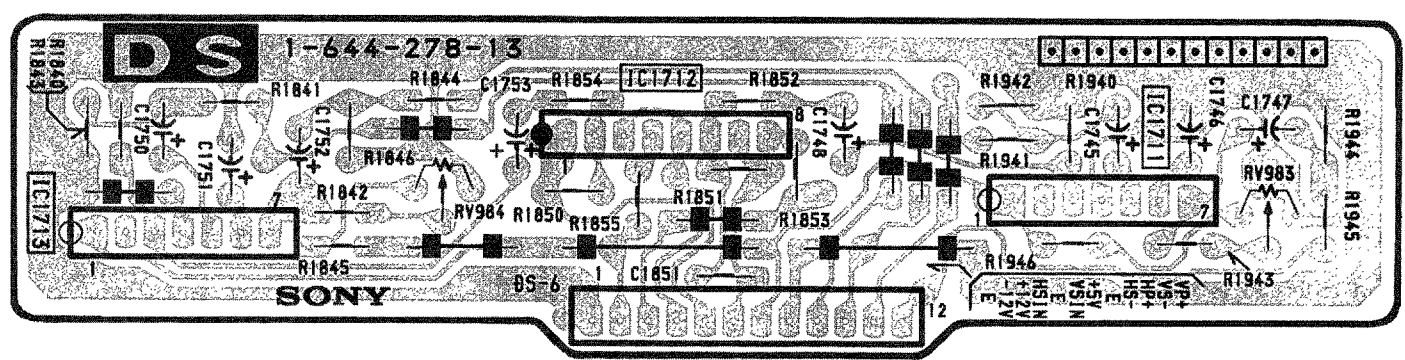 DS 1-644-278-13
R1843
R1840
C1750
C1751
R1841
C1752
R1844
R1846
C1753
R1854
IC1712
R1852
8
1
C1748
R1942
R1940
R1941
C1745
IC1711
C1746
C1747
R1944
RV983
R1945
IC1713
7
1
R1842
R1845
RV984
R1850
R1855
R1851
R1853
1
7
R1946
R1943
SONY
DS-6
1
C1851
12
E
-12V
+12V
HSIN
E
VSIN
+5V
E
HS-
HP+
VS-
VP+